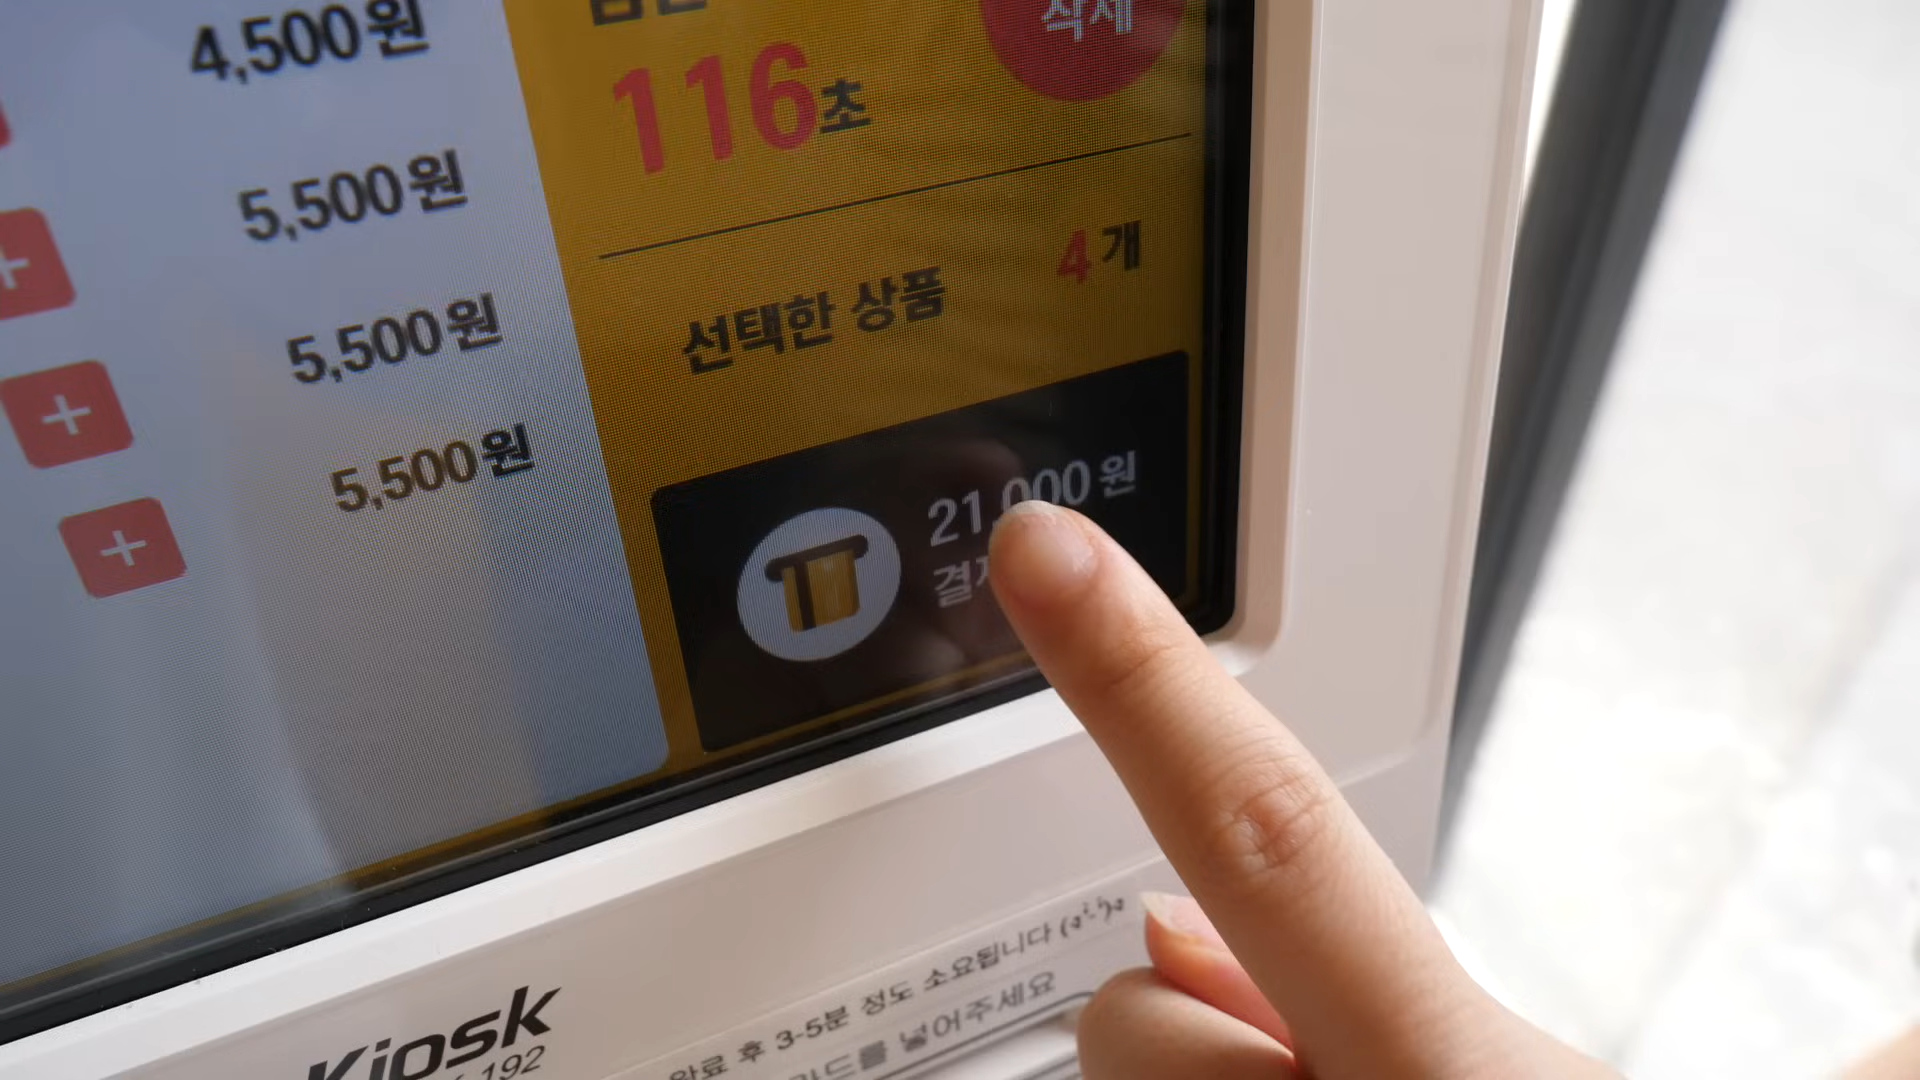 4,500원
5,500원
5,500원
5,500원
116초
삭제
선택한 상품 4개
21,000원
Kiosk
192
완료 후 3-5분 정도 소요됩니다
카드를 넣어주세요